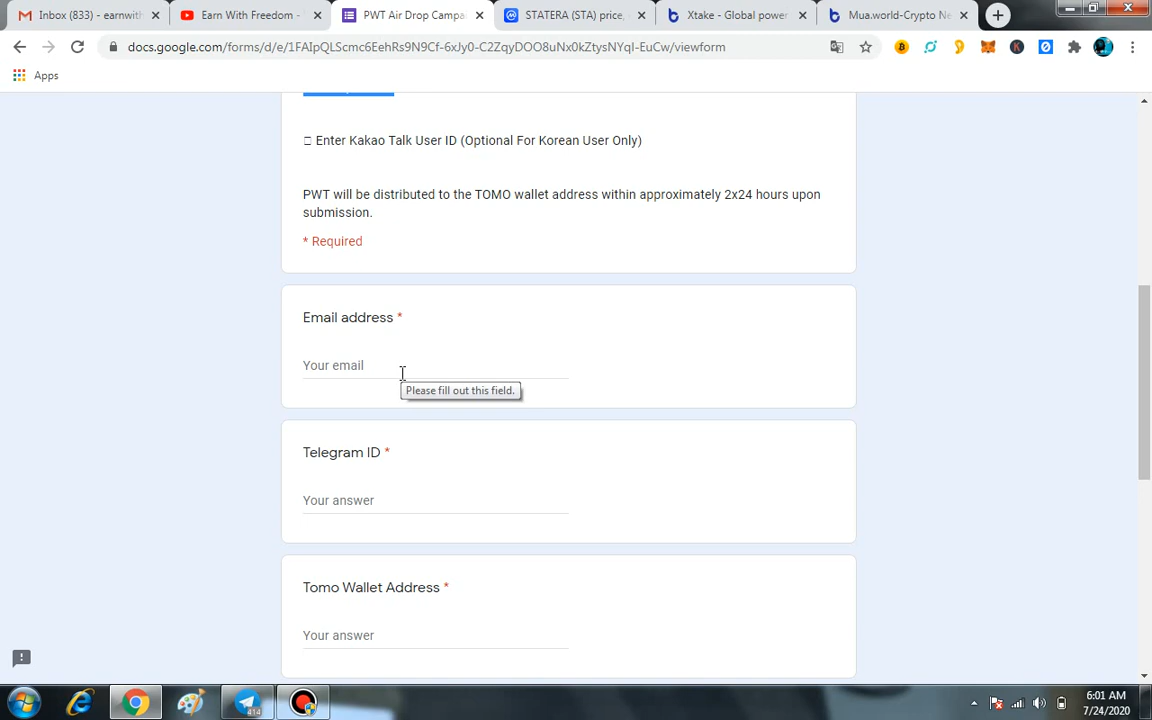 Inbox (833) - earnwith
Earn With Freedom -
PWT Air Drop Campa
STATERA (STA) price,
Xtake - Global power
Mua.world-Crypto Ne
docs.google.com/forms/d/e/1FAIpQLScmc6EehRs9N9Cf-6xJy0-C2ZqyDOO8uNx0kZtysNYqI-EuCw/viewform
Apps
Enter Kakao Talk User ID (Optional For Korean User Only)
PWT will be distributed to the TOMO wallet address within approximately 2x24 hours upon
submission.
* Required
Email address *
Your email
Please fill out this field.
Telegram ID *
Your answer
Tomo Wallet Address *
Your answer
414
6:01 AM
7/24/2020